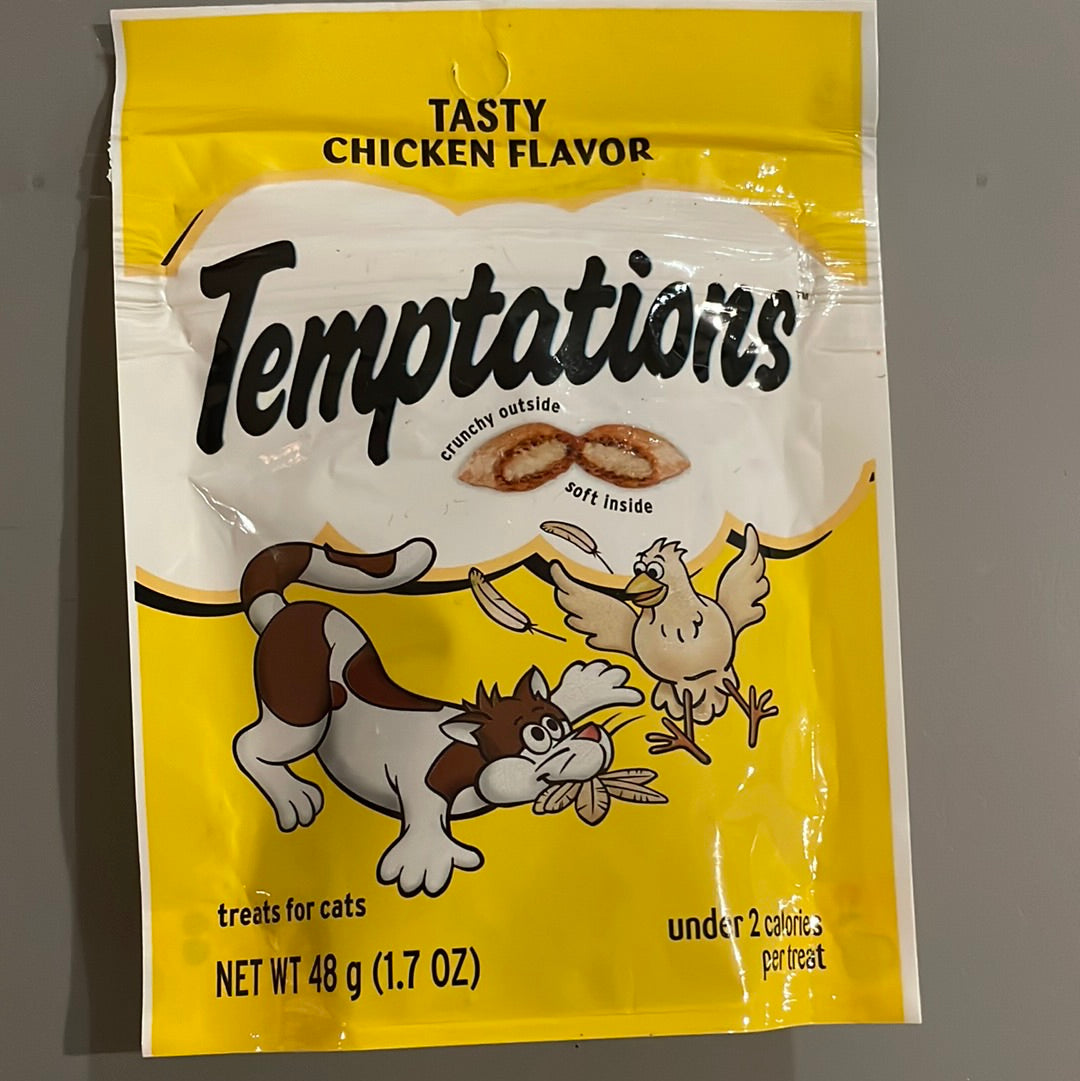 TASTY
CHICKEN FLAVOR
Temptations™
crunchy outside
soft inside
treats for cats
under 2 calories
per treat
NET WT 48 g (1.7 OZ)